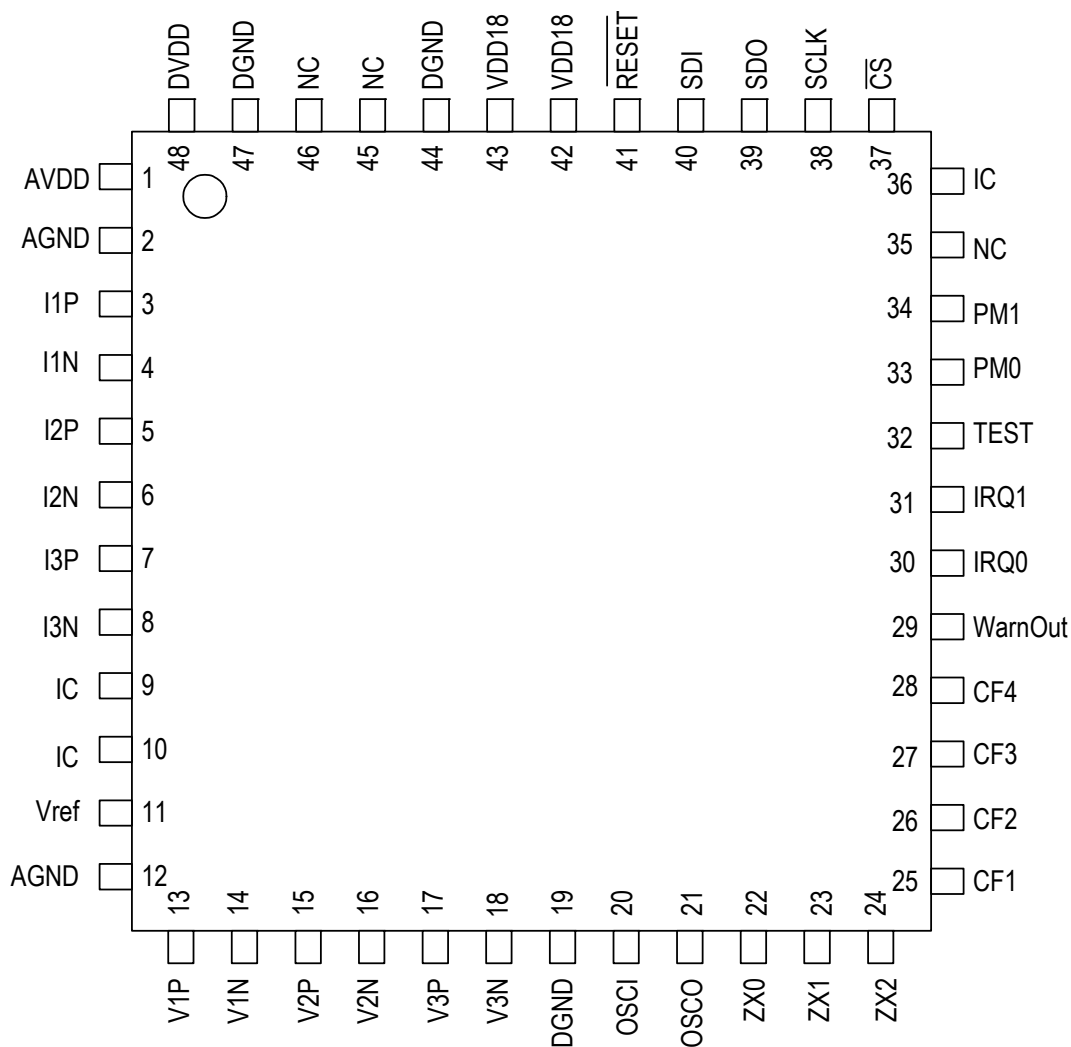 DVDD
DGND
NC
NC
DGND
VDD18
VDD18
RESET
SDI
SDO
SCLK
CS
48
47
46
45
44
43
42
41
40
39
38
37
AVDD 1
AGND 2
I1P 3
I1N 4
I2P 5
I2N 6
I3P 7
I3N 8
IC 9
IC 10
Vref 11
AGND 12
36 IC
35 NC
34 PM1
33 PM0
32 TEST
31 IRQ1
30 IRQ0
29 WarnOut
28 CF4
27 CF3
26 CF2
25 CF1
13
14
15
16
17
18
19
20
21
22
23
24
V1P
V1N
V2P
V2N
V3P
V3N
DGND
OSCI
OSCO
ZX0
ZX1
ZX2